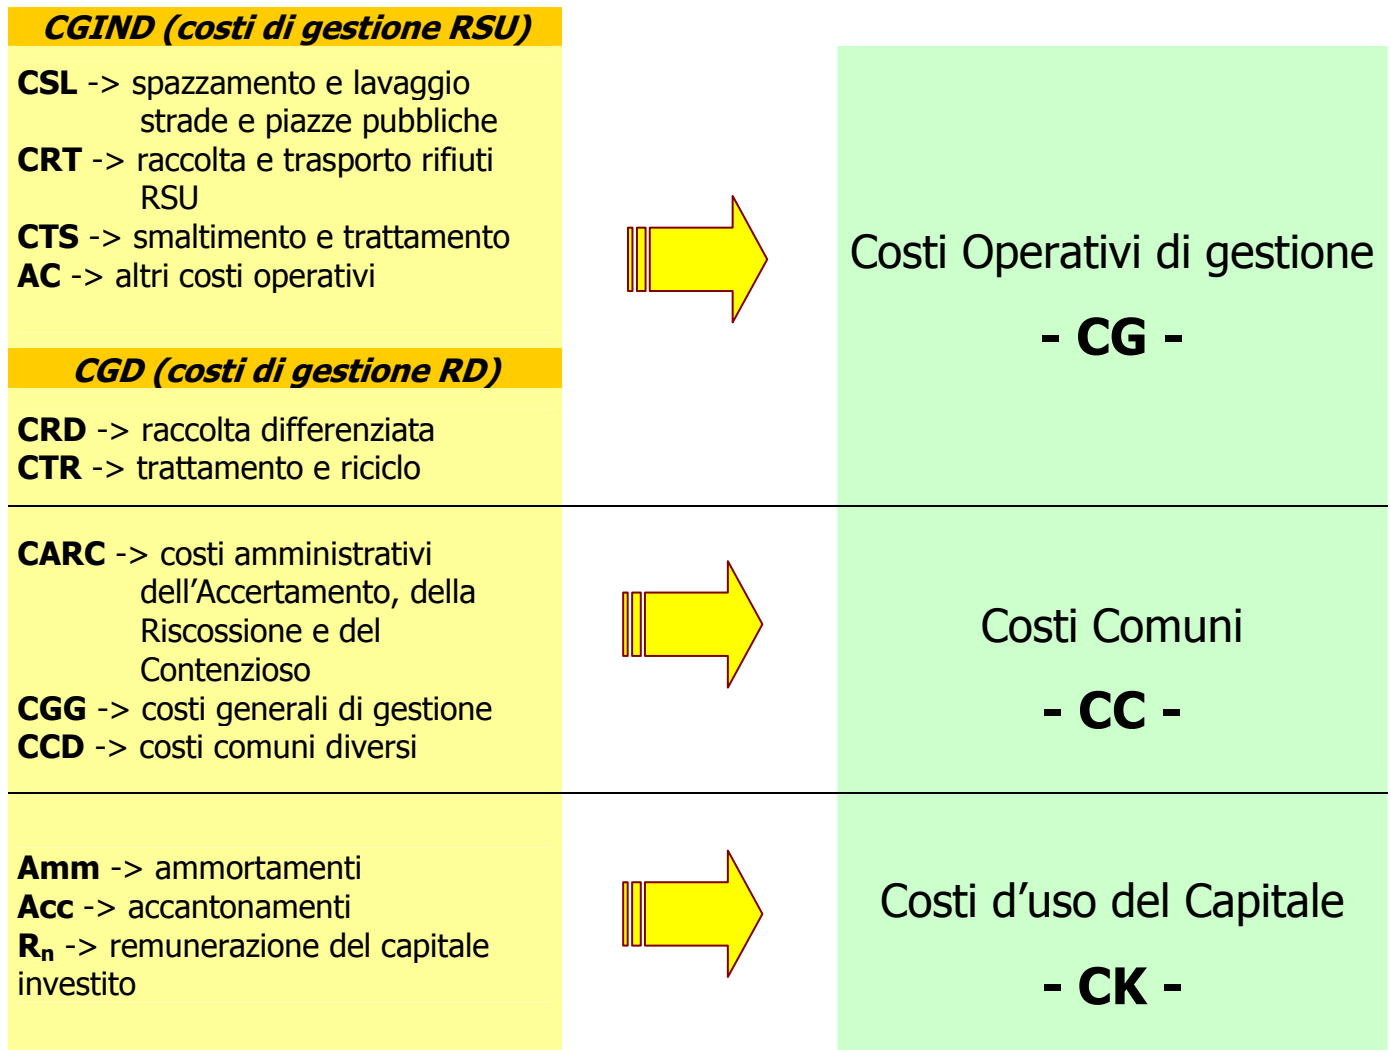 CGIND (costi di gestione RSU)
CSL -> spazzamento e lavaggio
strade e piazze pubbliche
CRT -> raccolta e trasporto rifiuti
RSU
CTS -> smaltimento e trattamento
AC -> altri costi operativi
Costi Operativi di gestione
- CG -
CGD (costi di gestione RD)
CRD -> raccolta differenziata
CTR -> trattamento e riciclo
CARC -> costi amministrativi
dell’Accertamento, della
Riscossione e del
Contenzioso
CGG -> costi generali di gestione
CCD -> costi comuni diversi
Costi Comuni
- CC -
Amm -> ammortamenti
Acc -> accantonamenti
Rn -> remunerazione del capitale
investito
Costi d’uso del Capitale
- CK -